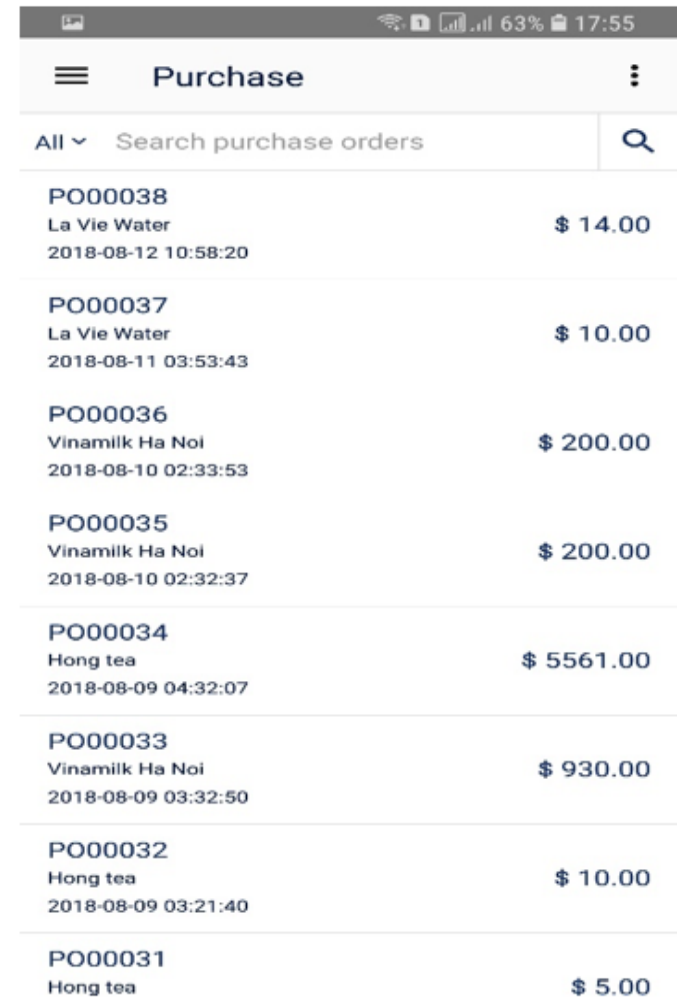 63% 17:55
Purchase
All Search purchase orders
PO00038
La Vie Water
$ 14.00
2018-08-12 10:58:20
PO00037
La Vie Water
$ 10.00
2018-08-11 03:53:43
PO00036
Vinamilk Ha Noi
$ 200.00
2018-08-10 02:33:53
PO00035
Vinamilk Ha Noi
$ 200.00
2018-08-10 02:32:37
PO00034
Hong tea
$ 5561.00
2018-08-09 04:32:07
PO00033
Vinamilk Ha Noi
$ 930.00
2018-08-09 03:32:50
PO00032
Hong tea
$ 10.00
2018-08-09 03:21:40
PO00031
Hong tea
$ 5.00